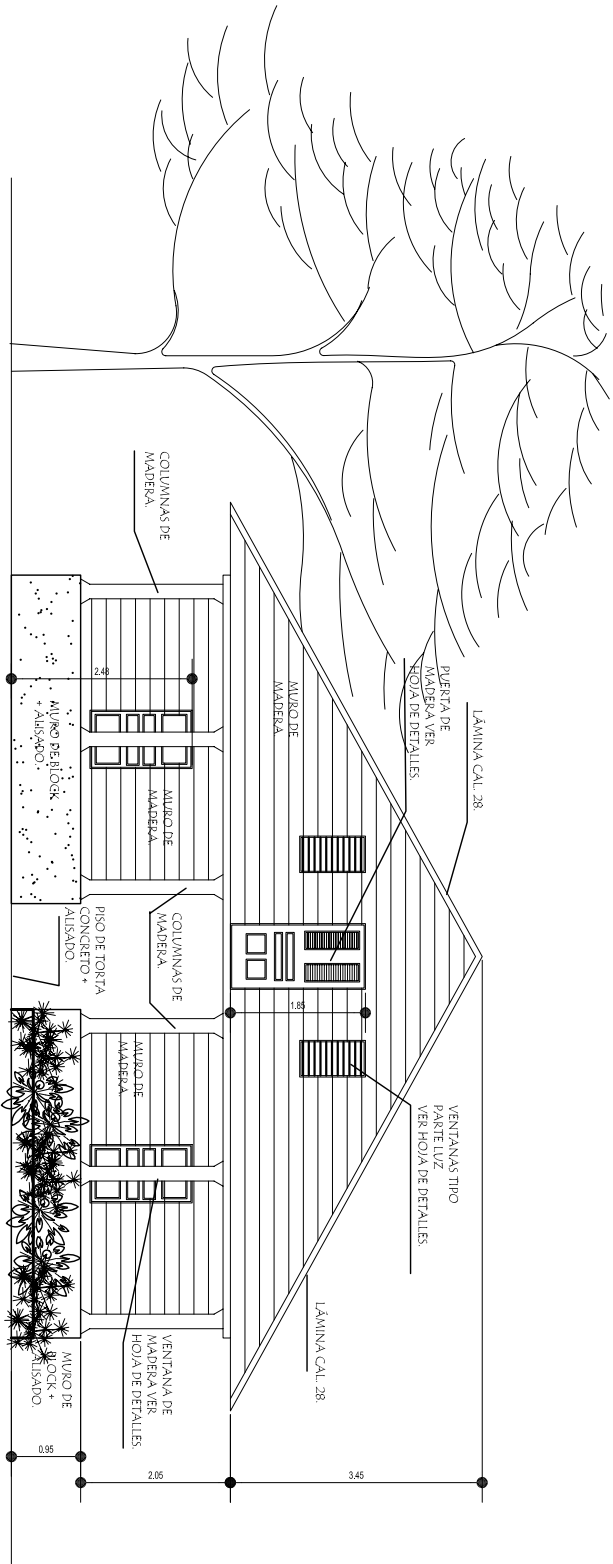 COLUMNAS DE
MADERA.
PUERTA DE
MADERA VER
HOJA DE DETALLES.
LÁMINA CAL. 28.
MURO DE
MADERA.
VENTANAS TIPO
PARTE LUZ
VER HOJA DE DETALLES.
LÁMINA CAL. 28.
1.85
3.45
2.48
MURO DE
MADERA.
COLUMNAS DE
MADERA.
MURO DE
MADERA.
VENTANA DE
MADERA VER
HOJA DE DETALLES.
2.05
MURO DE BLOCK
+ ALISADO.
PISO DE TORTA
CONCRETO +
ALISADO.
MURO DE
BLOCK +
ALISADO.
0.95